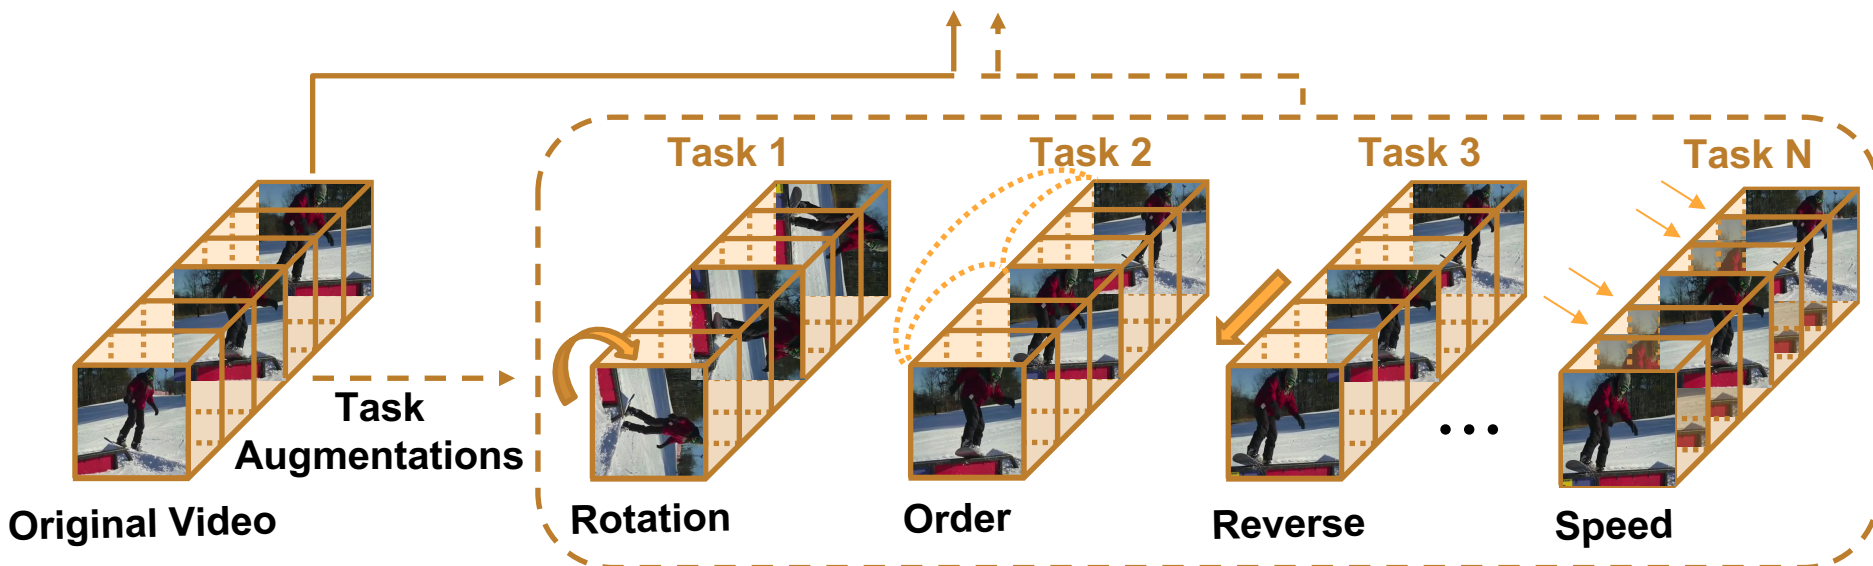 Task 1
Task 2
Task 3
Task N
Task
Augmentations
...
Original Video
Rotation
Order
Reverse
Speed